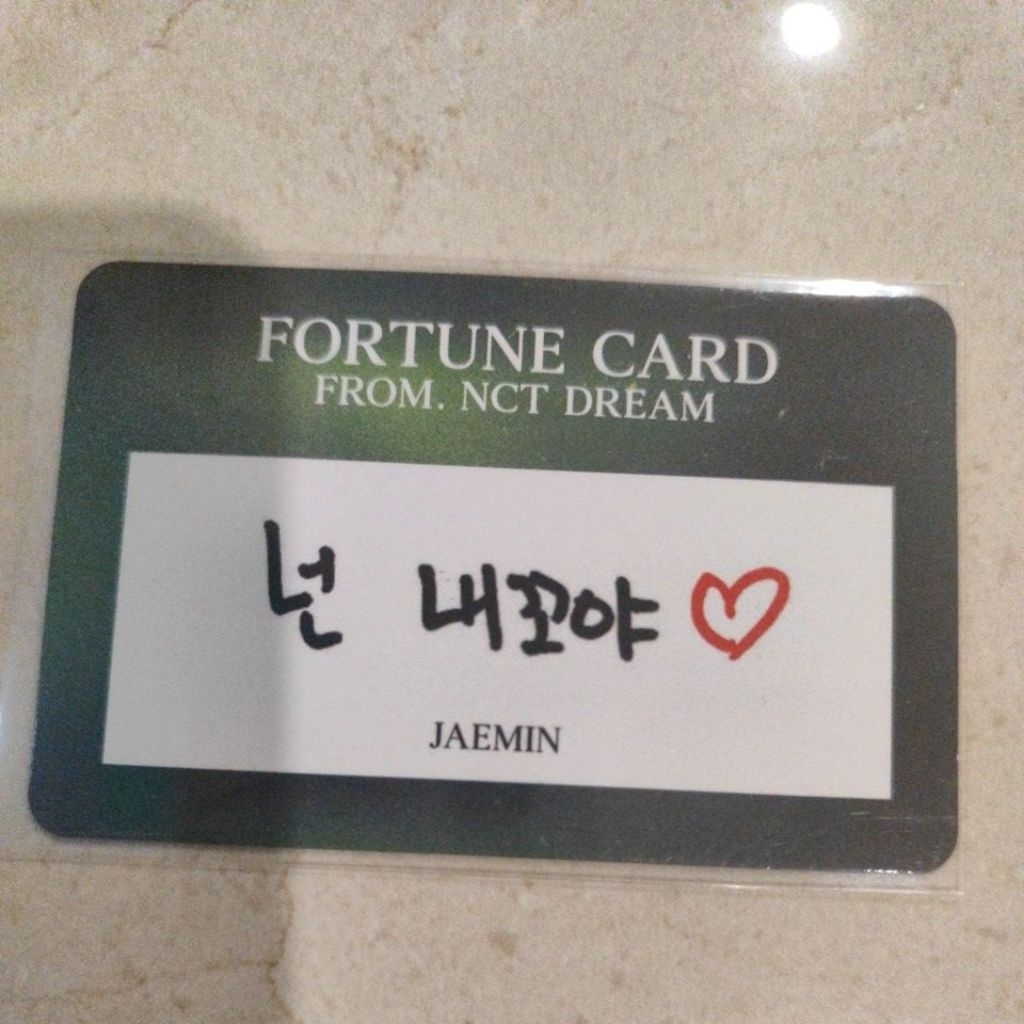 FORTUNE CARD
FROM. NCT DREAM
넌 내꼬야♡
JAEMIN